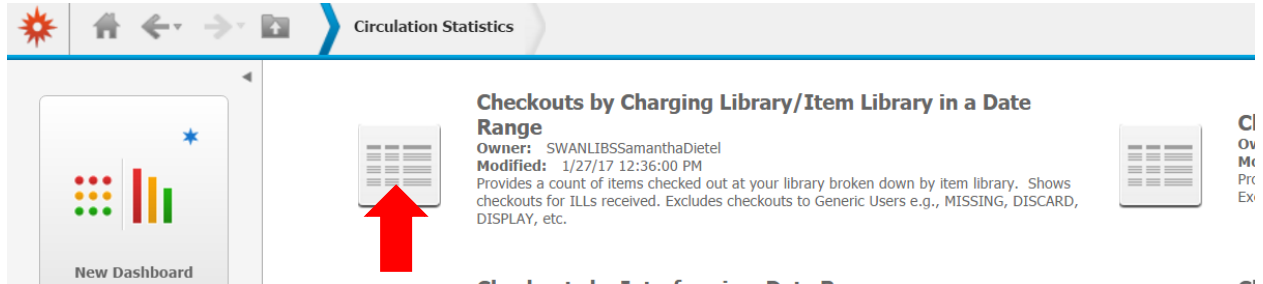 Circulation Statistics
Checkouts by Charging Library/Item Library in a Date
Range
Owner: SWANLIBSSamanthaDietel
Modified: 1/27/17 12:36:00 PM
Provides a count of items checked out at your library broken down by item library. Shows
checkouts for ILLs received. Excludes checkouts to Generic Users e.g., MISSING, DISCARD,
DISPLAY, etc.
New Dashboard